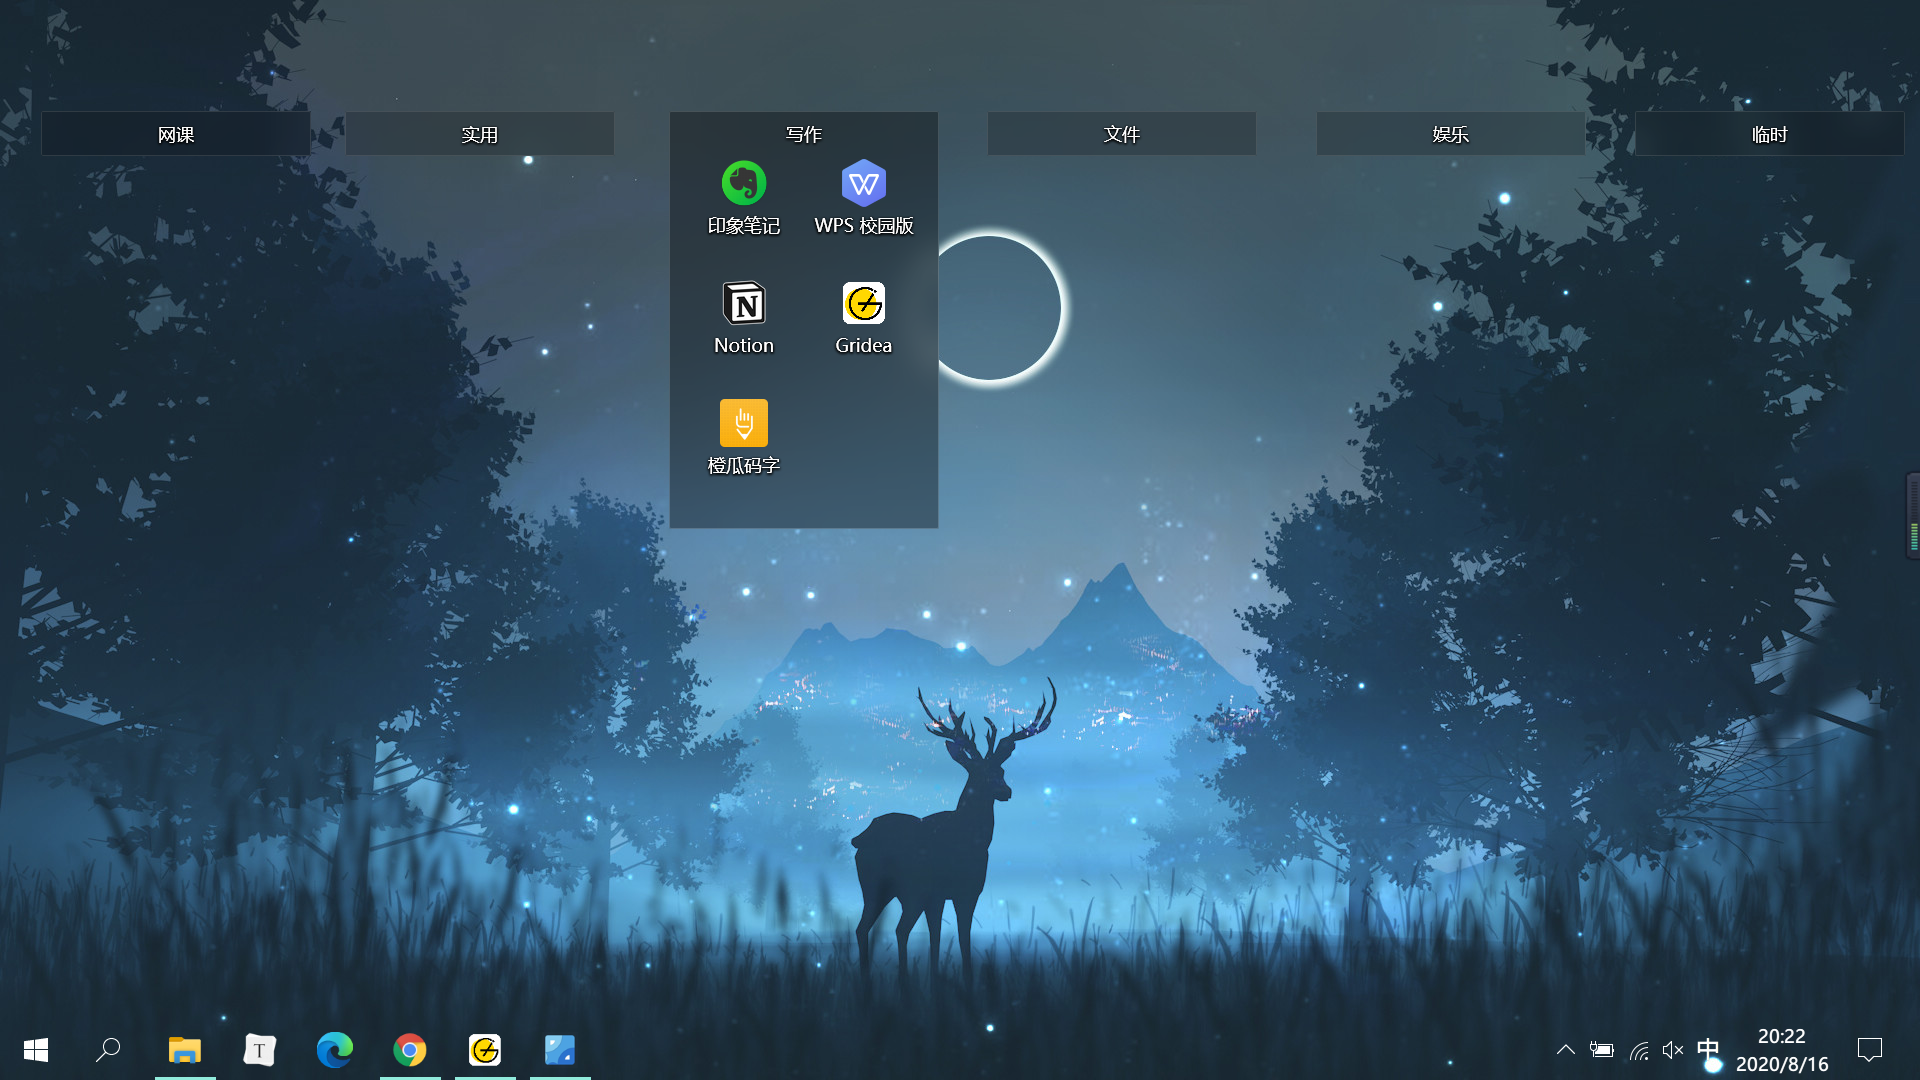 网课
实用
写作
文件
娱乐
临时
印象笔记
WPS 校园版
Notion
Gridea
橙瓜码字
T
中
20:22
2020/8/16